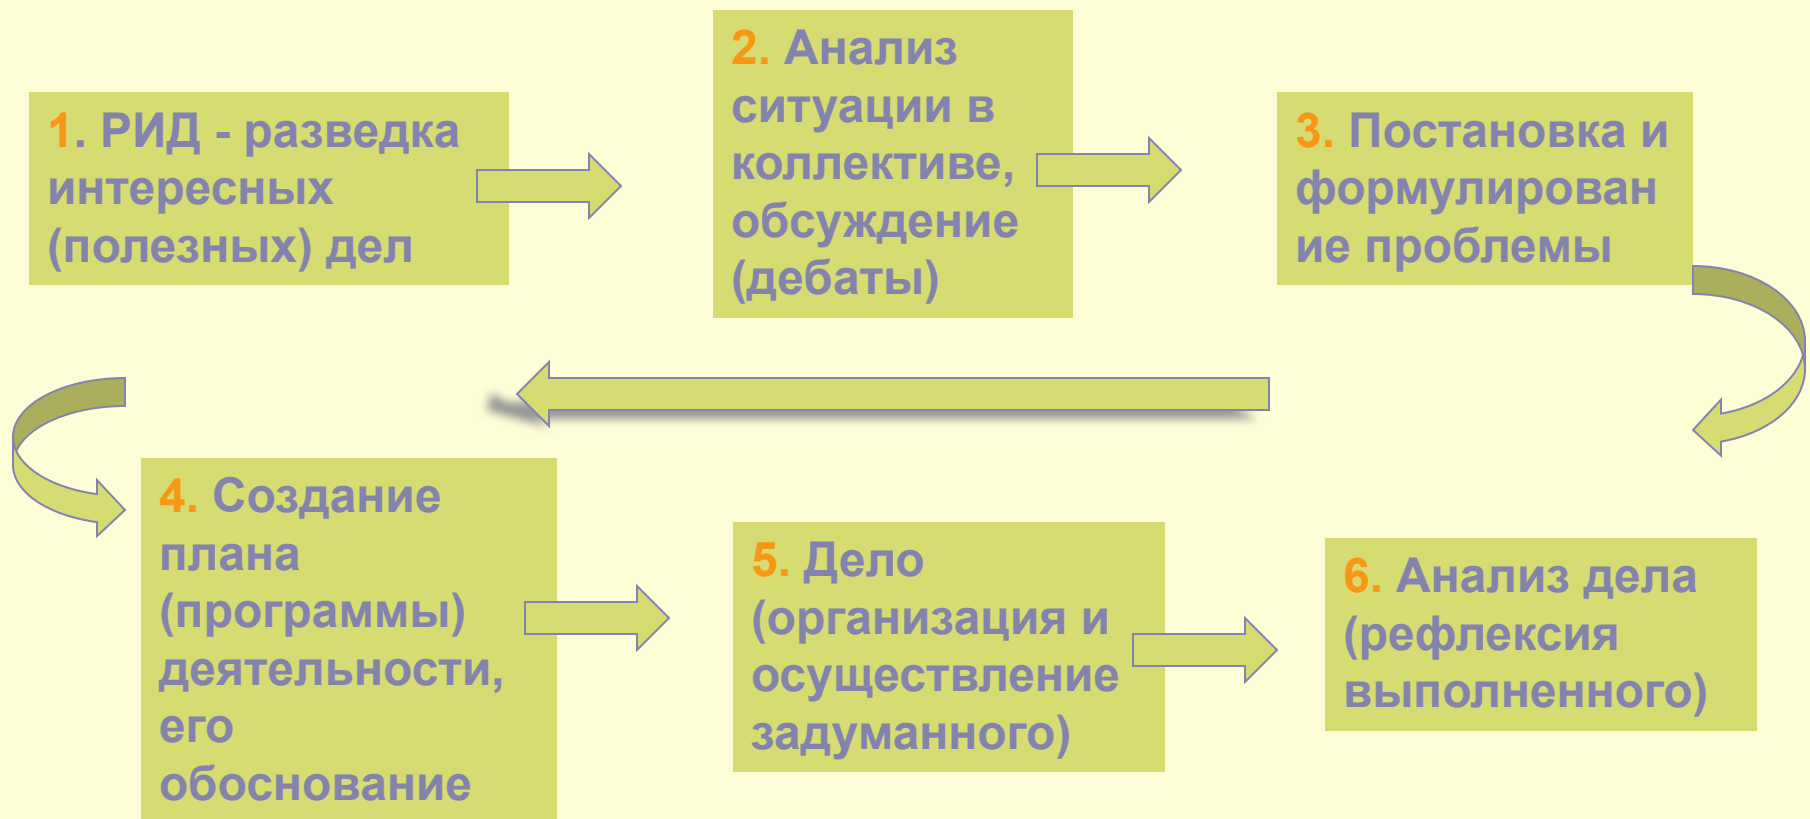 1. РИД - разведка
интересных
(полезных) дел
2. Анализ
ситуации в
коллективе,
обсуждение
(дебаты)
3. Постановка и
формулирован
ие проблемы
4. Создание
плана
(программы)
деятельности,
его
обоснование
5. Дело
(организация и
осуществление
задуманного)
6. Анализ дела
(рефлексия
выполненного)